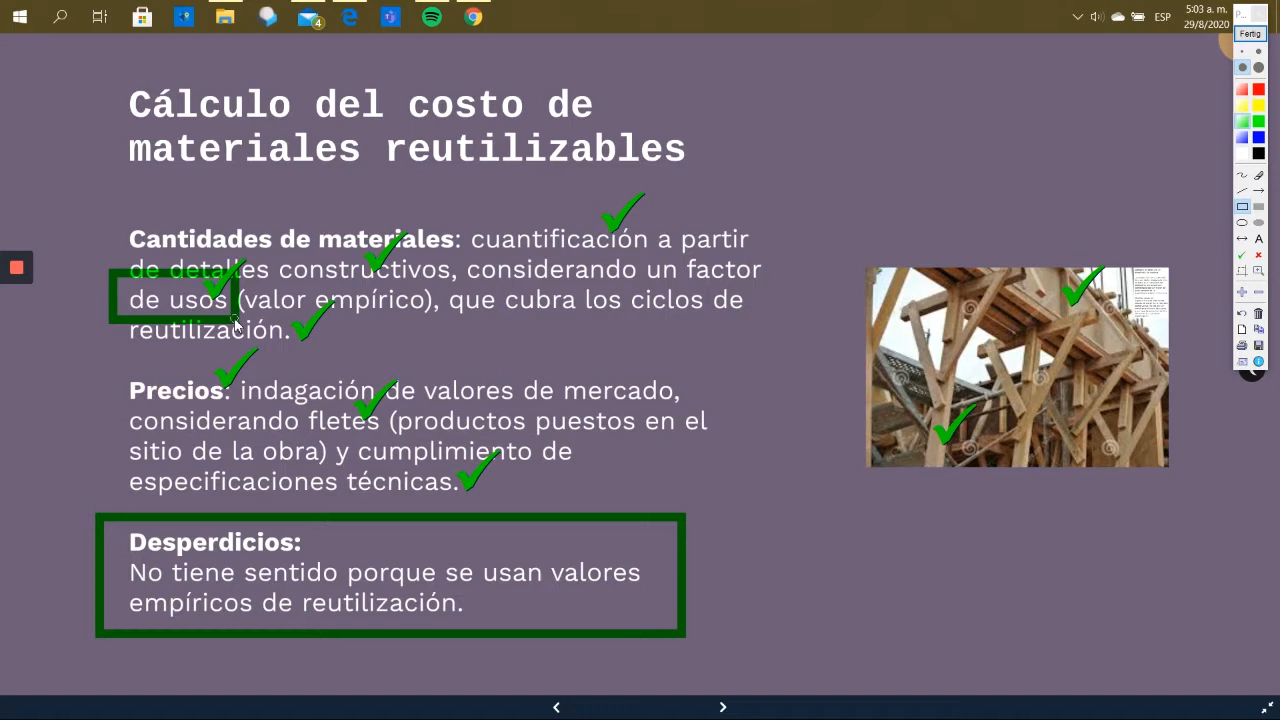 5:03 a. m.
ESP
29/8/2020
4
P...
Fertig
A
Cálculo del costo de
materiales reutilizables
Cantidades de materiales: cuantificación a partir
de detalles constructivos, considerando un factor
de usos (valor empírico), que cubra los ciclos de
reutilización.
Precios: indagación de valores de mercado,
considerando fletes (productos puestos en el
sitio de la obra) y cumplimiento de
especificaciones técnicas.
Desperdicios:
No tiene sentido porque se usan valores
empíricos de reutilización.